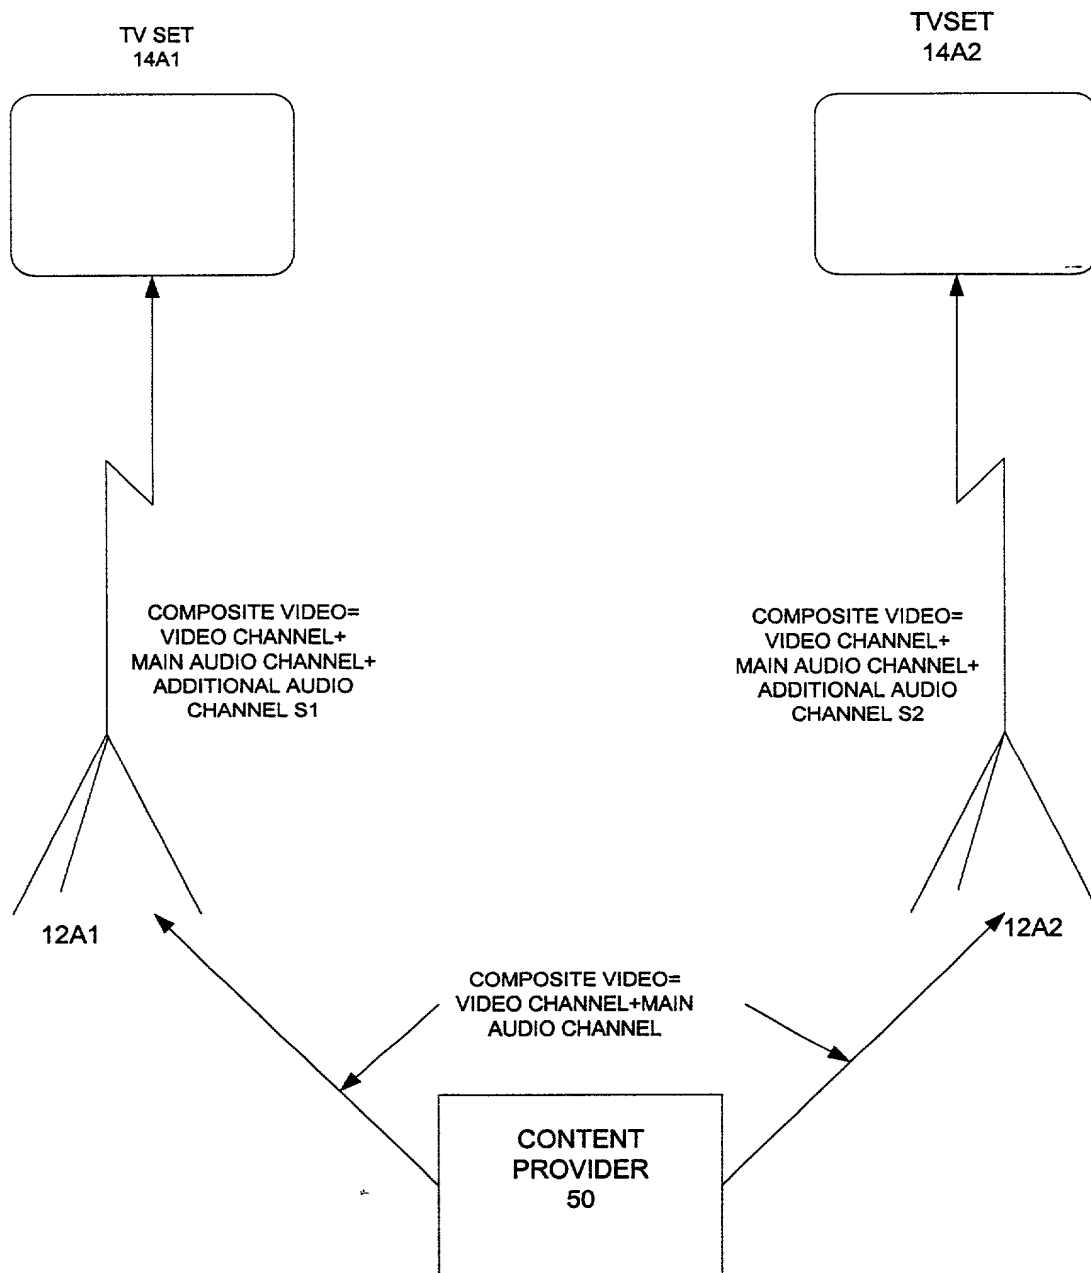 TV SET
14A1
TVSET
14A2
COMPOSITE VIDEO=
VIDEO CHANNEL+
MAIN AUDIO CHANNEL+
ADDITIONAL AUDIO
CHANNEL S1
COMPOSITE VIDEO=
VIDEO CHANNEL+
MAIN AUDIO CHANNEL+
ADDITIONAL AUDIO
CHANNEL S2
12A1
12A2
COMPOSITE VIDEO=
VIDEO CHANNEL+MAIN
AUDIO CHANNEL
CONTENT
PROVIDER
50